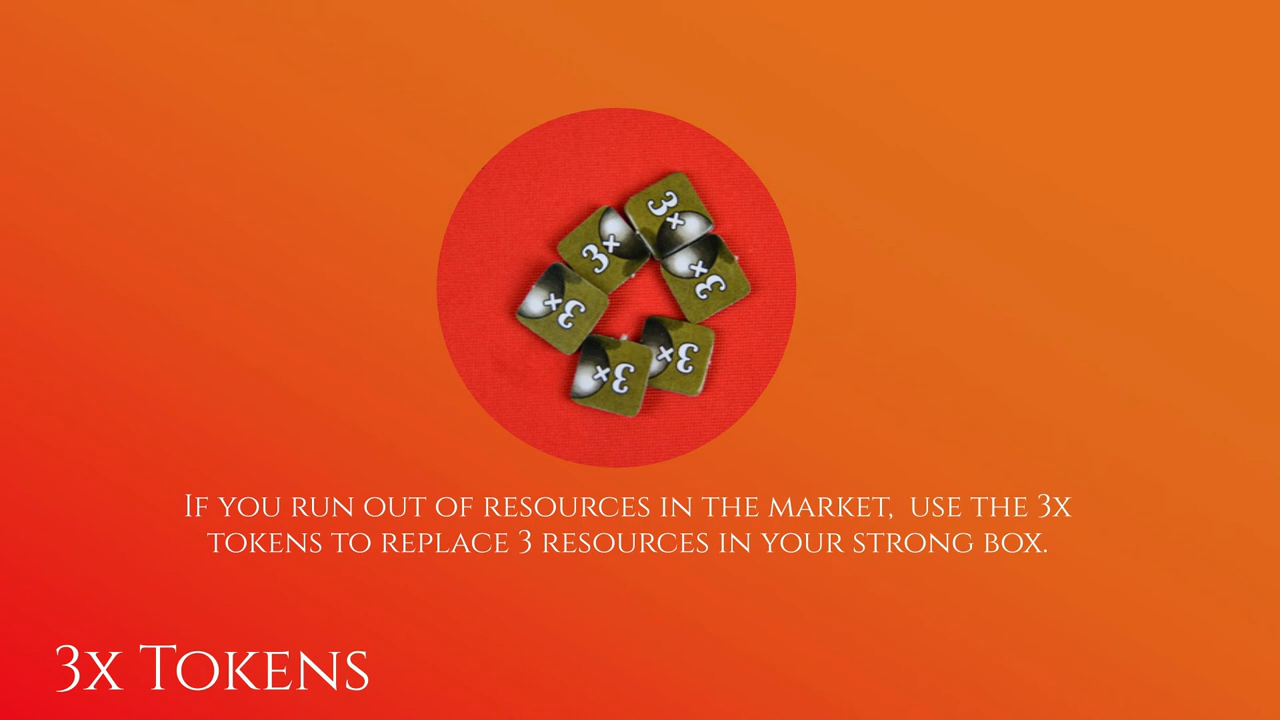 3x
3x
3x
3x
3x
3x
If you run out of resources in the market,  use the 3x
tokens to replace 3 resources in your strong box.
3x Tokens